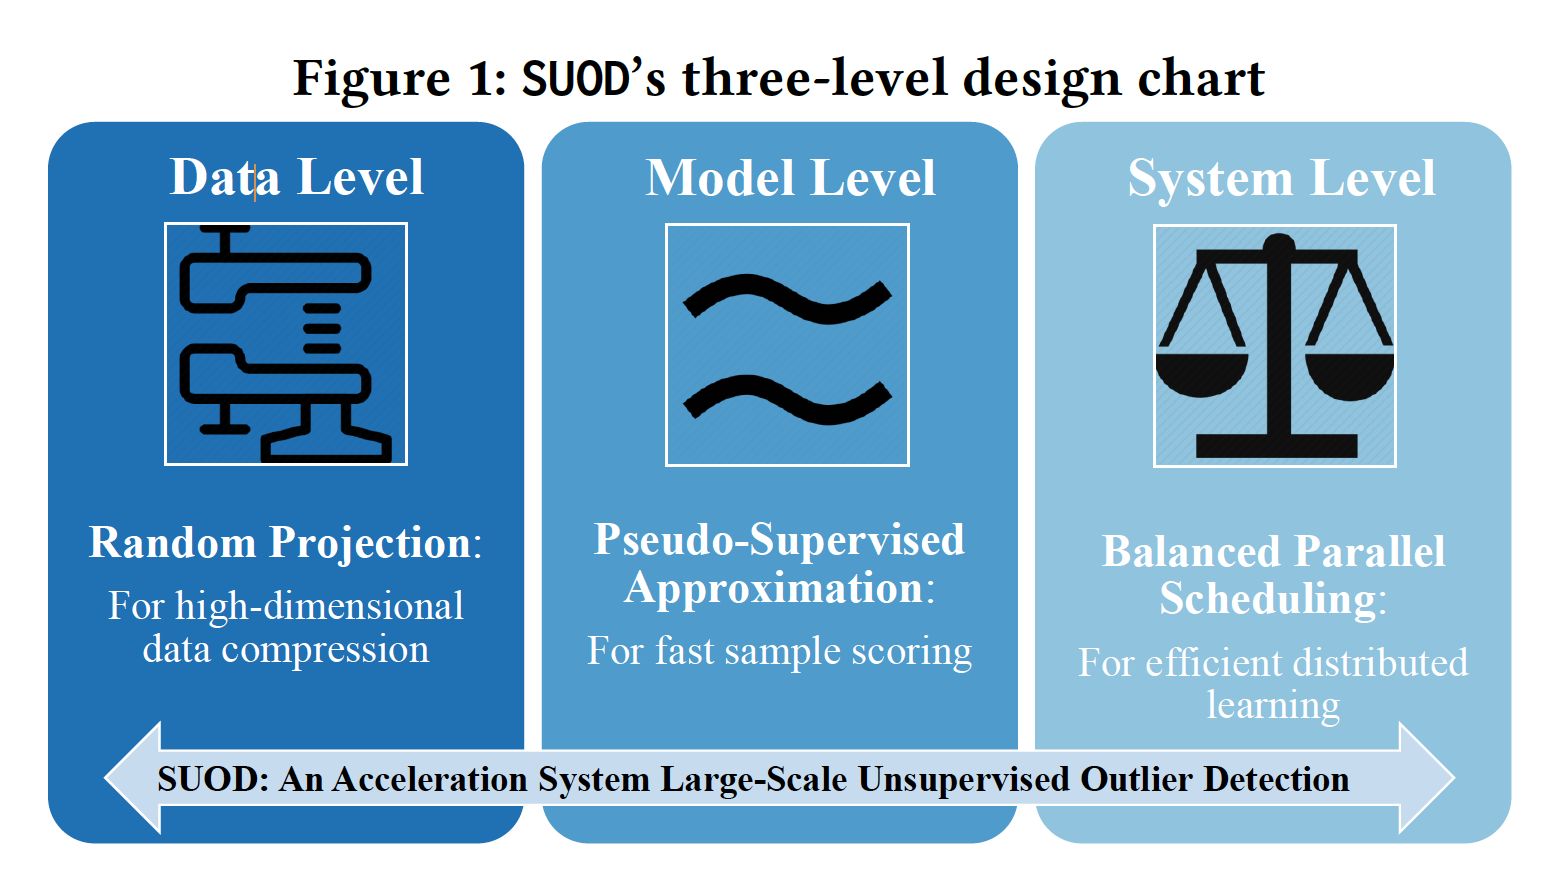 Figure 1: SUOD’s three-level design chart
Data Level
Random Projection:
For high-dimensional
data compression
Model Level
Pseudo-Supervised
Approximation:
For fast sample scoring
System Level
Balanced Parallel
Scheduling:
For efficient distributed
learning
SUOD: An Acceleration System Large-Scale Unsupervised Outlier Detection